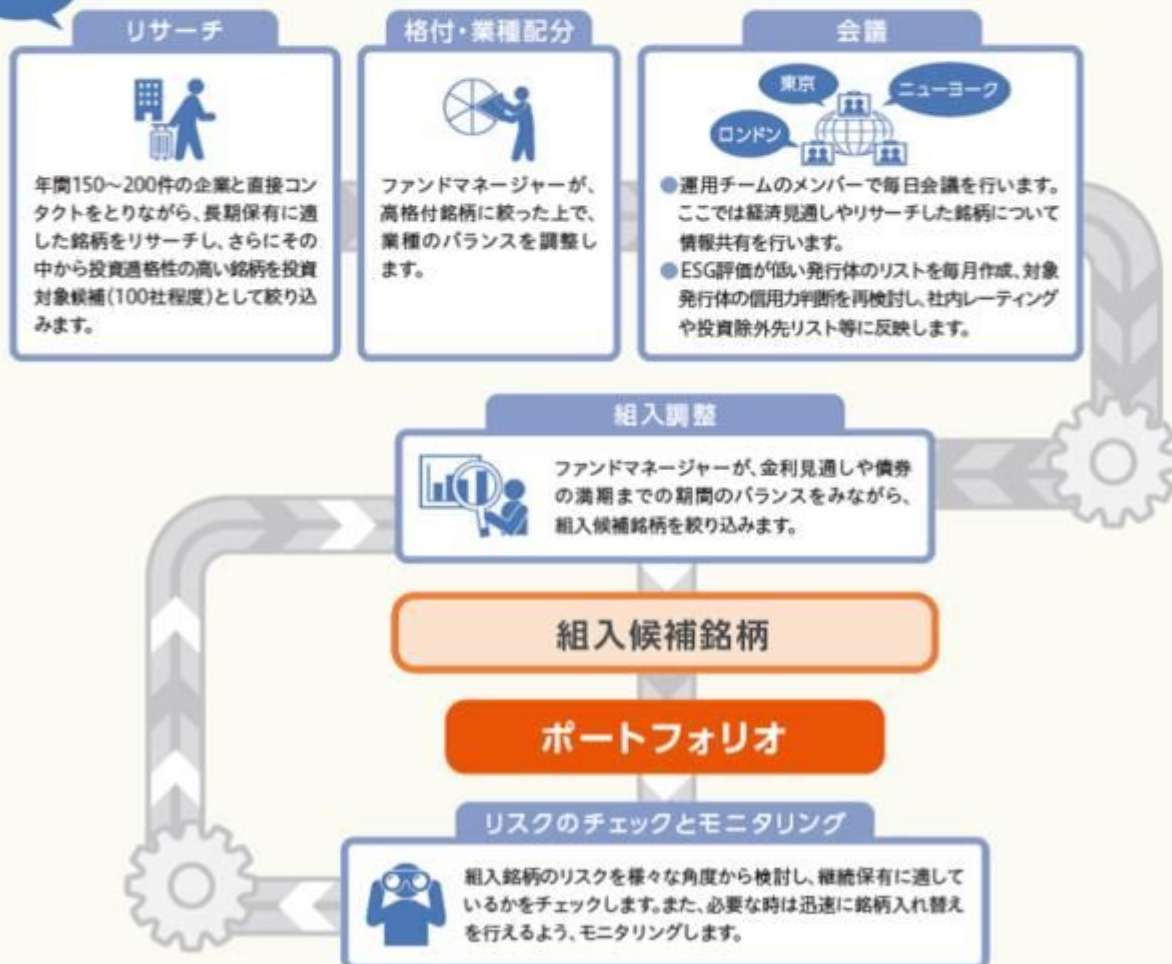 リサーチ
年間150～200件の企業と直接コン
タクトをとりながら、長期保有に適
した銘柄をリサーチし、さらにその
中から投資適格性の高い銘柄を投資
対象候補(100社程度)として絞り込
みます。
格付・業種配分
ファンドマネージャーが、
高格付銘柄に絞った上で、
業種のバランスを調整し
ます。
会議
東京
ニューヨーク
ロンドン
●運用チームのメンバーで毎日会議を行います。
ここでは経済見通しやリサーチした銘柄について
情報共有を行います。
●ESG評価が低い発行体のリストを毎月作成、対象
発行体の信用力判断を再検討し、社内レーティング
や投資除外先リスト等に反映します。
組入調整
ファンドマネージャーが、金利見通しや債券
の満期までの期間のバランスをみながら、
組入候補銘柄を絞り込みます。
組入候補銘柄
ポートフォリオ
リスクのチェックとモニタリング
組入銘柄のリスクを様々な角度から検討し、継続保有に適して
いるかをチェックします。また、必要な時は迅速に銘柄入れ替え
を行えるよう、モニタリングします。